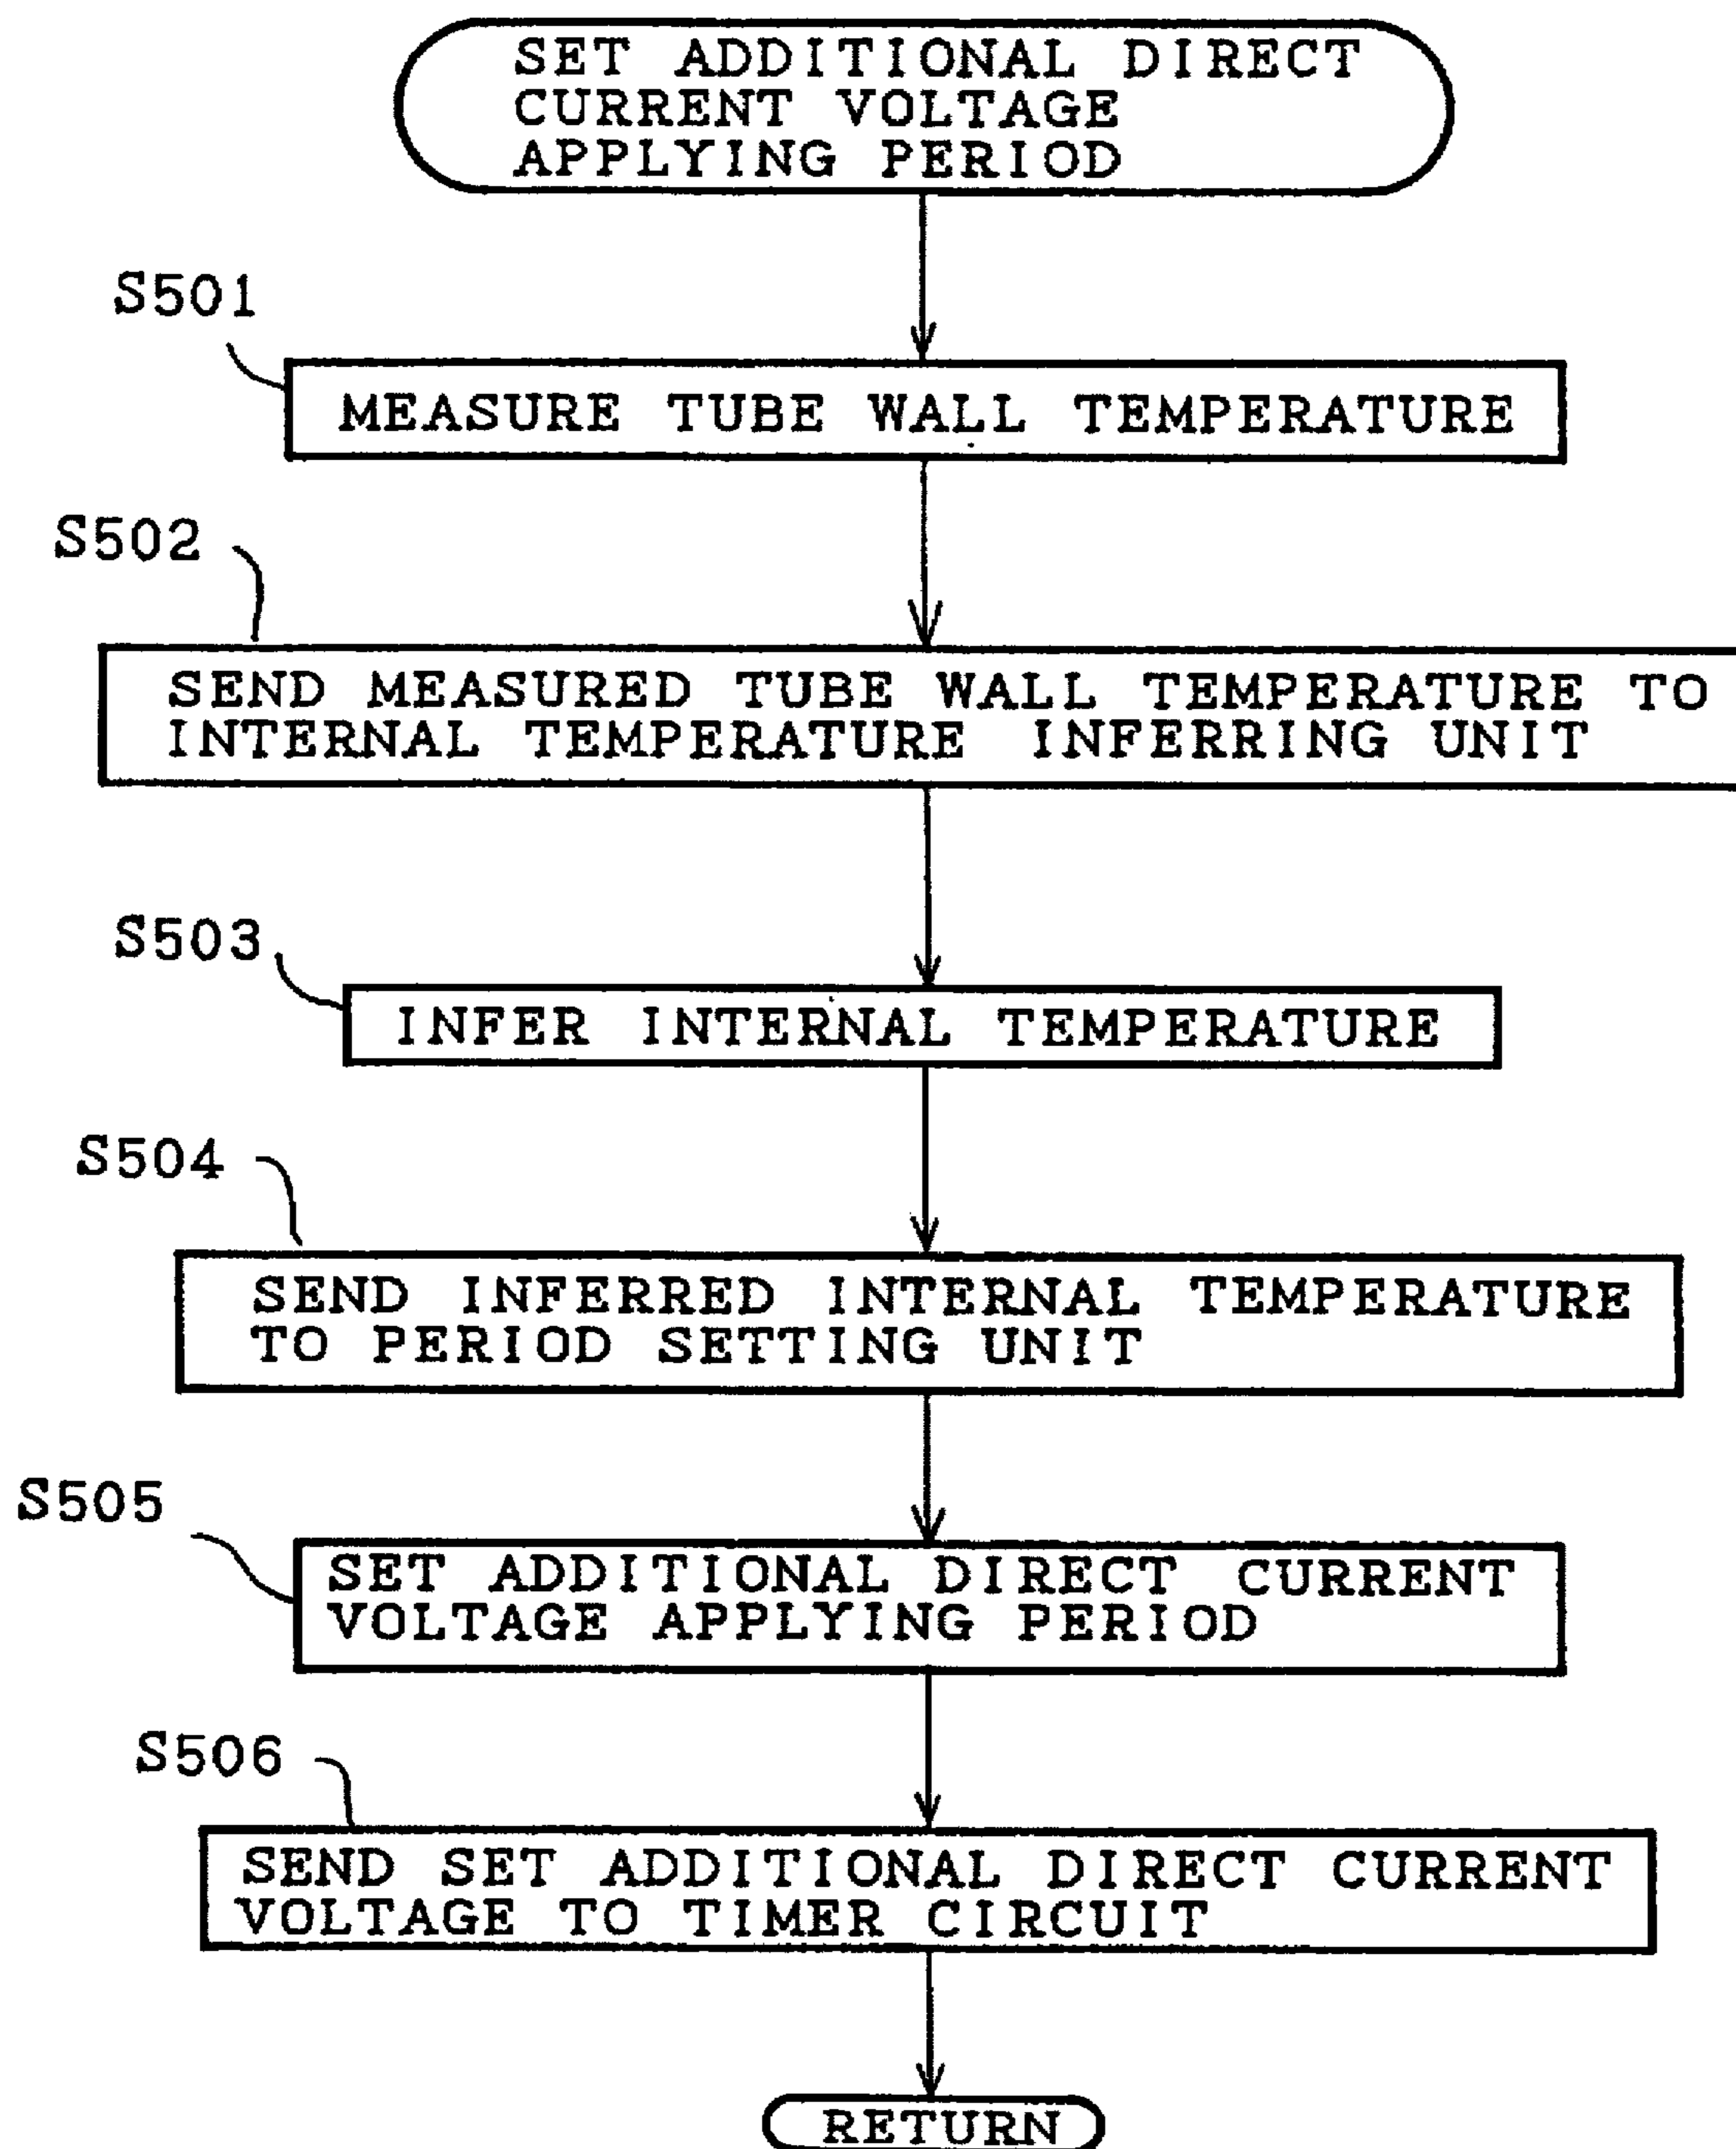 SET ADDITIONAL DIRECT
CURRENT VOLTAGE
APPLYING PERIOD
S501
MEASURE TUBE WALL TEMPERATURE
S502
SEND MEASURED TUBE WALL TEMPERATURE TO
INTERNAL TEMPERATURE INFERRING UNIT
S503
INFER INTERNAL TEMPERATURE
S504
SEND INFERRED INTERNAL TEMPERATURE
TO PERIOD SETTING UNIT
S505
SET ADDITIONAL DIRECT CURRENT
VOLTAGE APPLYING PERIOD
S506
SEND SET ADDITIONAL DIRECT CURRENT
VOLTAGE TO TIMER CIRCUIT
RETURN